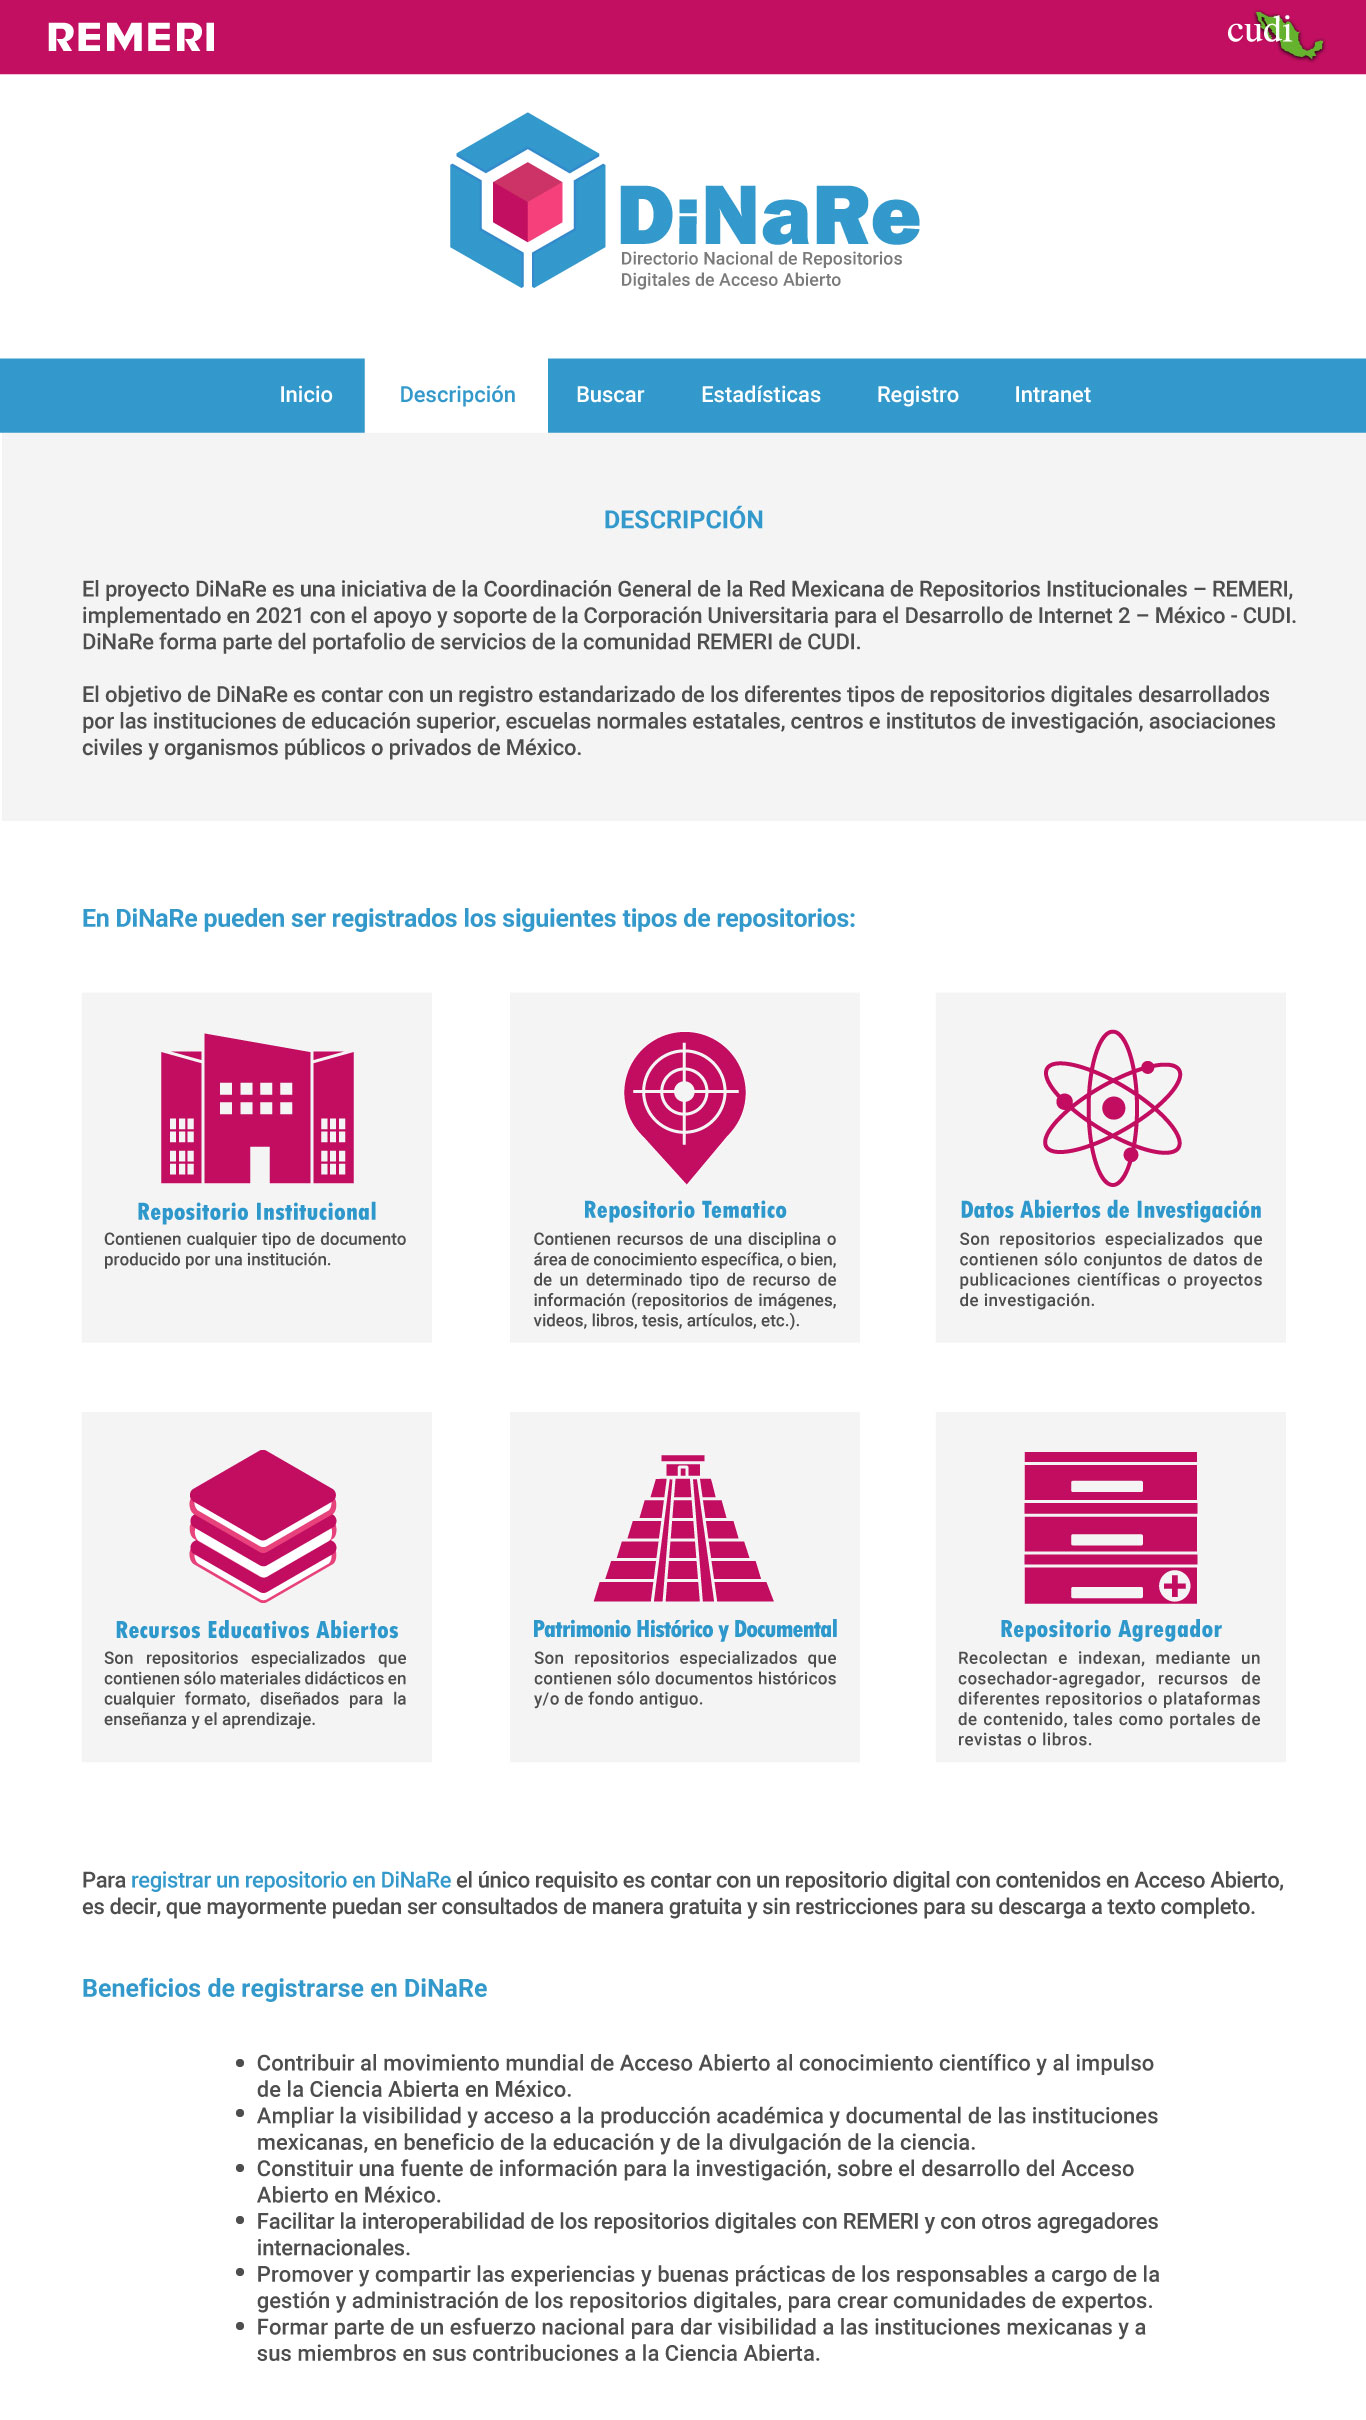 REMERI
cudi
DiNaRe
Directorio Nacional de Repositorios
Digitales de Acceso Abierto
Inicio
Descripción
Buscar
Estadísticas
Registro
Intranet
DESCRIPCIÓN
El proyecto DiNaRe es una iniciativa de la Coordinación General de la Red Mexicana de Repositorios Institucionales – REMERI,
implementado en 2021 con el apoyo y soporte de la Corporación Universitaria para el Desarrollo de Internet 2 – México - CUDI.
DiNaRe forma parte del portafolio de servicios de la comunidad REMERI de CUDI.
El objetivo de DiNaRe es contar con un registro estandarizado de los diferentes tipos de repositorios digitales desarrollados
por las instituciones de educación superior, escuelas normales estatales, centros e institutos de investigación, asociaciones
civiles y organismos públicos o privados de México.
En DiNaRe pueden ser registrados los siguientes tipos de repositorios:
Repositorio Institucional
Contienen cualquier tipo de documento
producido por una institución.
Repositorio Tematico
Contienen recursos de una disciplina o
área de conocimiento específica, o bien,
de un determinado tipo de recurso de
información (repositorios de imágenes,
videos, libros, tesis, artículos, etc.).
Datos Abiertos de Investigación
Son repositorios especializados que
contienen sólo conjuntos de datos de
publicaciones científicas o proyectos
de investigación.
Recursos Educativos Abiertos
Son repositorios especializados que
contienen sólo materiales didácticos en
cualquier formato, diseñados para la
enseñanza y el aprendizaje.
Patrimonio Histórico y Documental
Son repositorios especializados que
contienen sólo documentos históricos
y/o de fondo antiguo.
Repositorio Agregador
Recolectan e indexan, mediante un
cosechador-agregador, recursos de
diferentes repositorios o plataformas
de contenido, tales como portales de
revistas o libros.
Para registrar un repositorio en DiNaRe el único requisito es contar con un repositorio digital con contenidos en Acceso Abierto,
es decir, que mayormente puedan ser consultados de manera gratuita y sin restricciones para su descarga a texto completo.
Beneficios de registrarse en DiNaRe
• Contribuir al movimiento mundial de Acceso Abierto al conocimiento científico y al impulso
de la Ciencia Abierta en México.
• Ampliar la visibilidad y acceso a la producción académica y documental de las instituciones
mexicanas, en beneficio de la educación y de la divulgación de la ciencia.
• Constituir una fuente de información para la investigación, sobre el desarrollo del Acceso
Abierto en México.
• Facilitar la interoperabilidad de los repositorios digitales con REMERI y con otros agregadores
internacionales.
• Promover y compartir las experiencias y buenas prácticas de los responsables a cargo de la
gestión y administración de los repositorios digitales, para crear comunidades de expertos.
• Formar parte de un esfuerzo nacional para dar visibilidad a las instituciones mexicanas y a
sus miembros en sus contribuciones a la Ciencia Abierta.